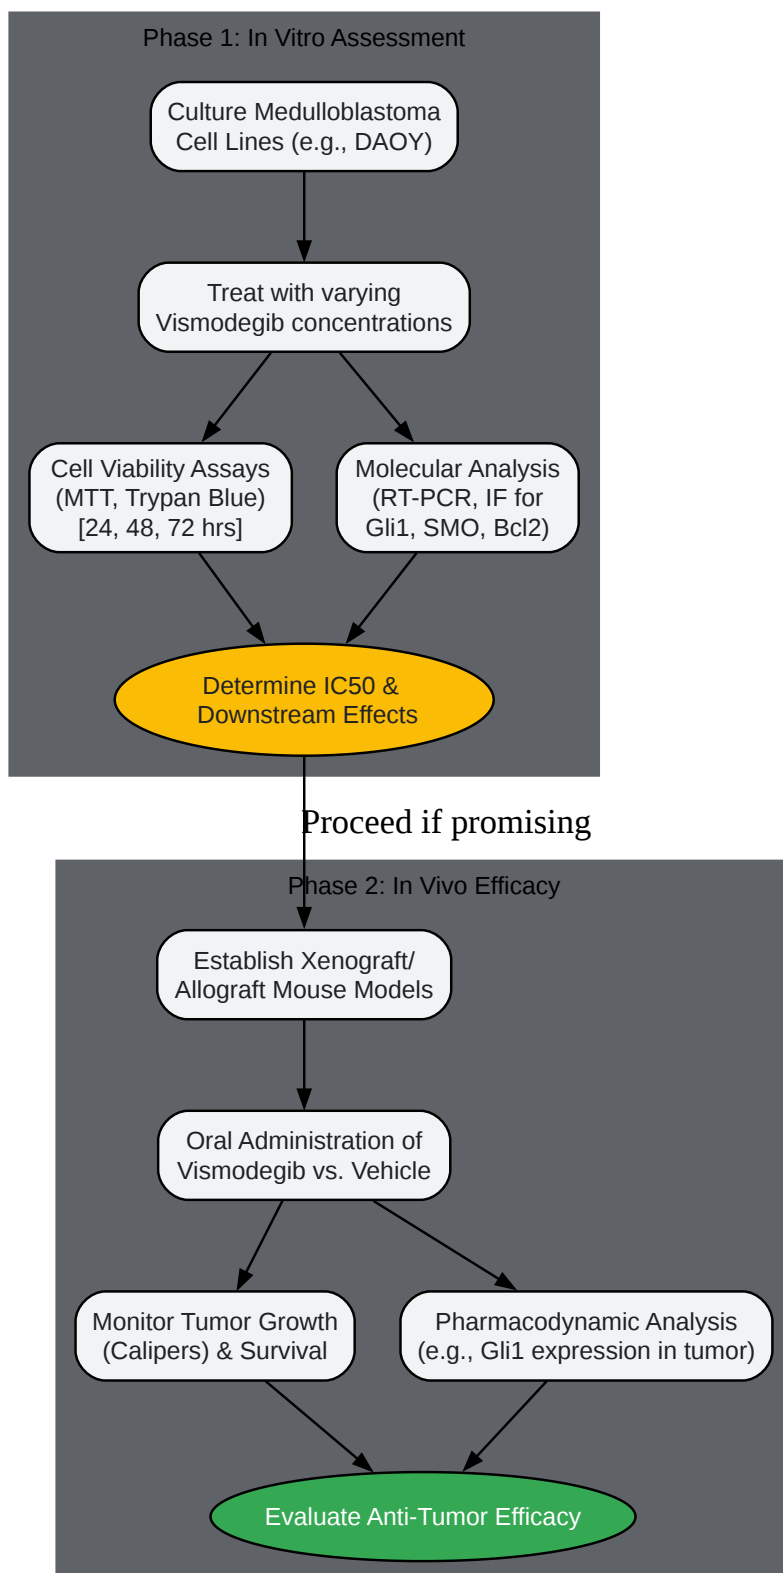 Phase 1: In Vitro Assessment
Culture Medulloblastoma
Cell Lines (e.g., DAOY)
Treat with varying
Vismodegib concentrations
Cell Viability Assays
(MTT, Trypan Blue)
[24, 48, 72 hrs]
Molecular Analysis
(RT-PCR, IF for
Gli1, SMO, Bcl2)
Determine IC50 &
Downstream Effects
Proceed if promising
Phase 2: In Vivo Efficacy
Establish Xenograft/
Allograft Mouse Models
Oral Administration of
Vismodegib vs. Vehicle
Monitor Tumor Growth
(Calipers) & Survival
Pharmacodynamic Analysis
(e.g., Gli1 expression in tumor)
Evaluate Anti-Tumor Efficacy